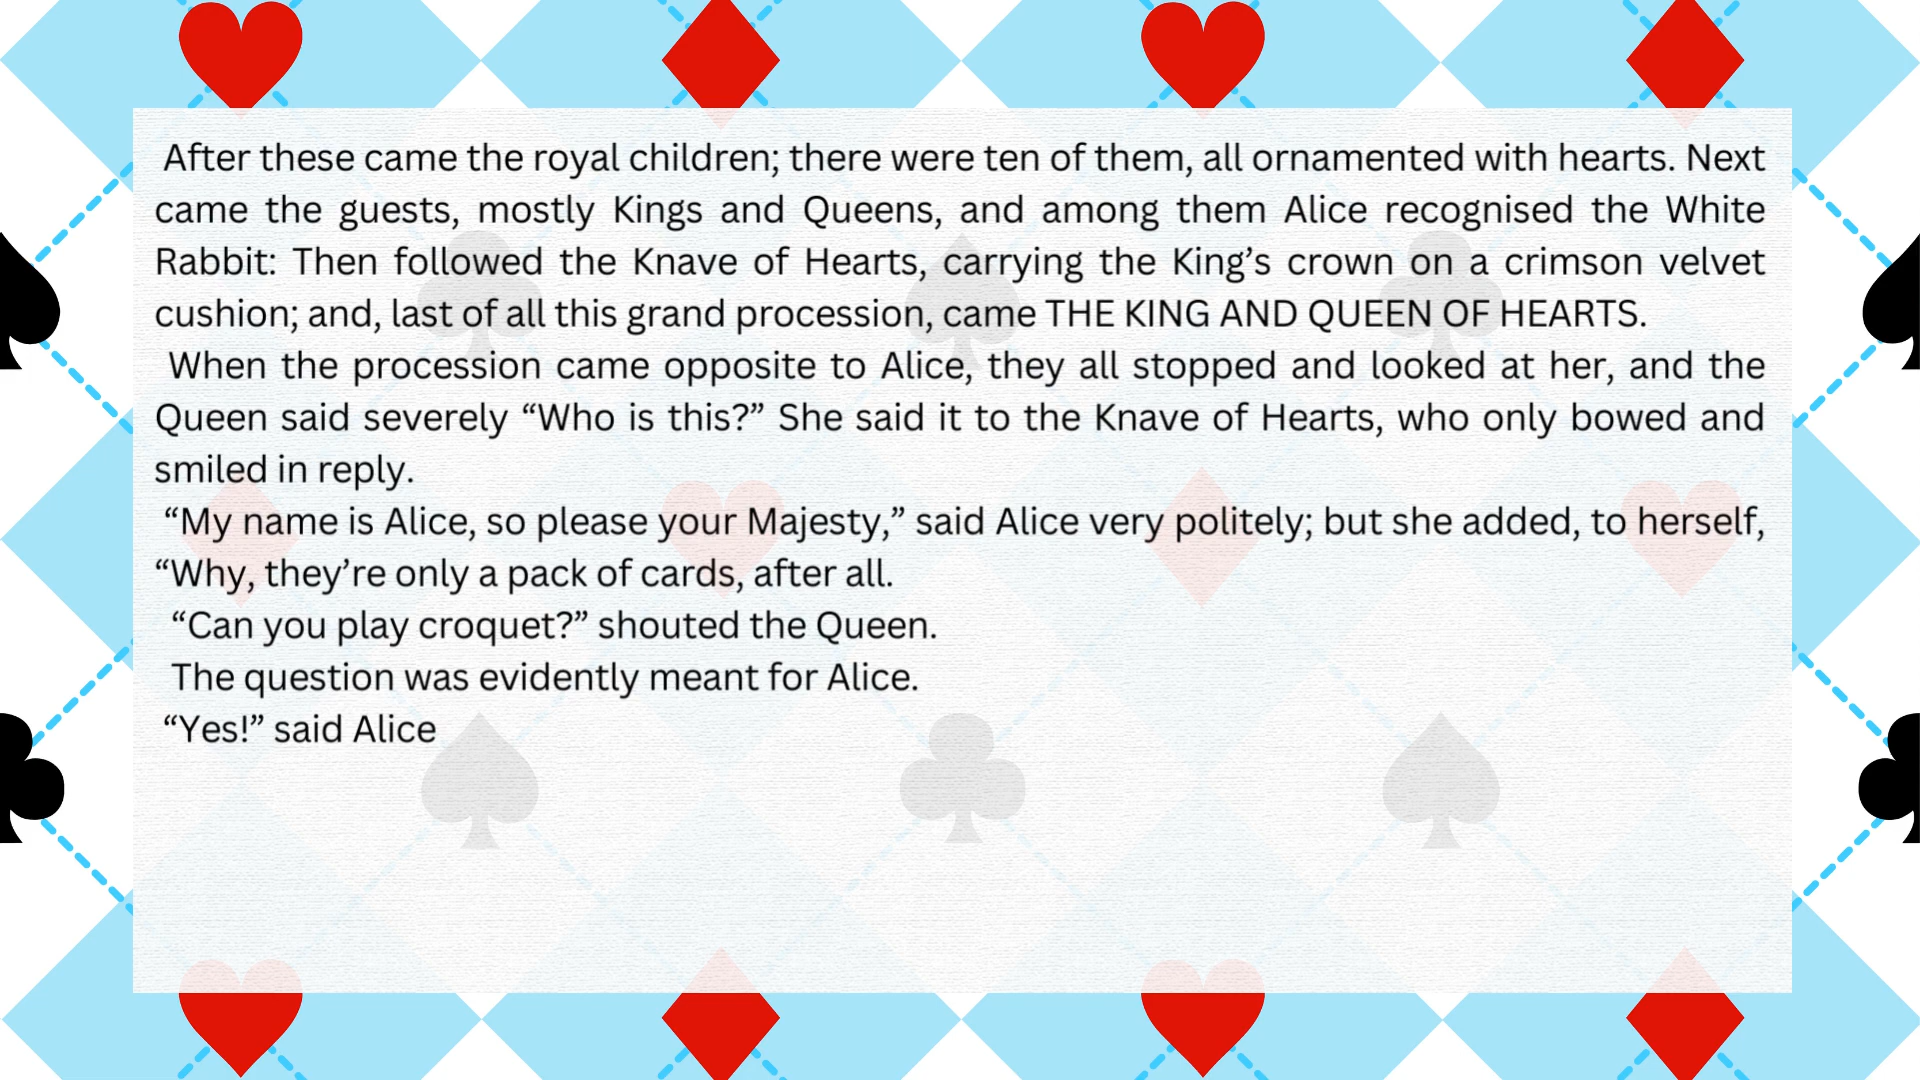 After these came the royal children; there were ten of them, all ornamented with hearts. Next
came the guests, mostly Kings and Queens, and among them Alice recognised the White
Rabbit: Then followed the Knave of Hearts, carrying the King’s crown on a crimson velvet
cushion; and, last of all this grand procession, came THE KING AND QUEEN OF HEARTS.
When the procession came opposite to Alice, they all stopped and looked at her, and the
Queen said severely “Who is this?” She said it to the Knave of Hearts, who only bowed and
smiled in reply.
“My name is Alice, so please your Majesty,” said Alice very politely; but she added, to herself,
“Why, they’re only a pack of cards, after all.
“Can you play croquet?” shouted the Queen.
The question was evidently meant for Alice.
“Yes!” said Alice